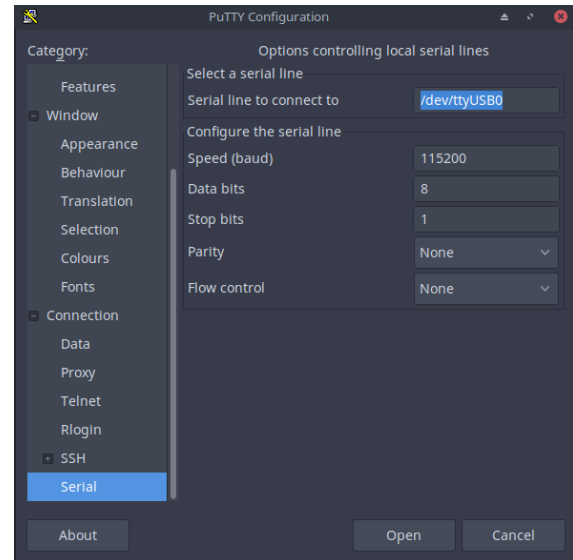 PuTTY Configuration
Category:
Features
Window
Appearance
Behaviour
Translation
Selection
Colours
Fonts
Connection
Data
Proxy
Telnet
Rlogin
SSH
Serial
Options controlling local serial lines
Select a serial line
Serial line to connect to /dev/ttyUSB0
Configure the serial line
Speed (baud) 115200
Data bits 8
Stop bits 1
Parity None
Flow control None
About Open Cancel